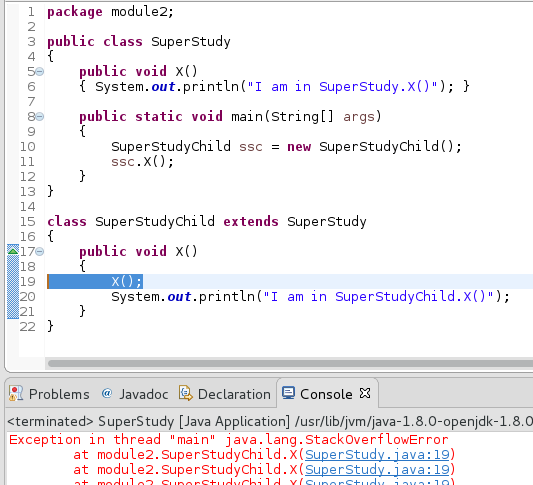 1 package module2;
2
3 public class SuperStudy
4 {
5 public void X()
6 { System.out.println("I am in SuperStudy.X()"); }
7
8 public static void main(String[] args)
9 {
10 SuperStudyChild ssc = new SuperStudyChild();
11 ssc.X();
12 }
13 }
14
15 class SuperStudyChild extends SuperStudy
16 {
17 public void X()
18 {
19 X();
20 System.out.println("I am in SuperStudyChild.X()");
21 }
22 }
Problems @ Javadoc Declaration Console
<terminated> SuperStudy [Java Application] /usr/lib/jvm/java-1.8.0-openjdk-1.8.0
Exception in thread "main" java.lang.StackOverflowError
at module2.SuperStudyChild.X(SuperStudy.java:19)
at module2.SuperStudyChild.X(SuperStudy.java:19)
at module2.SuperStudyChild.X(SuperStudy.java:19)